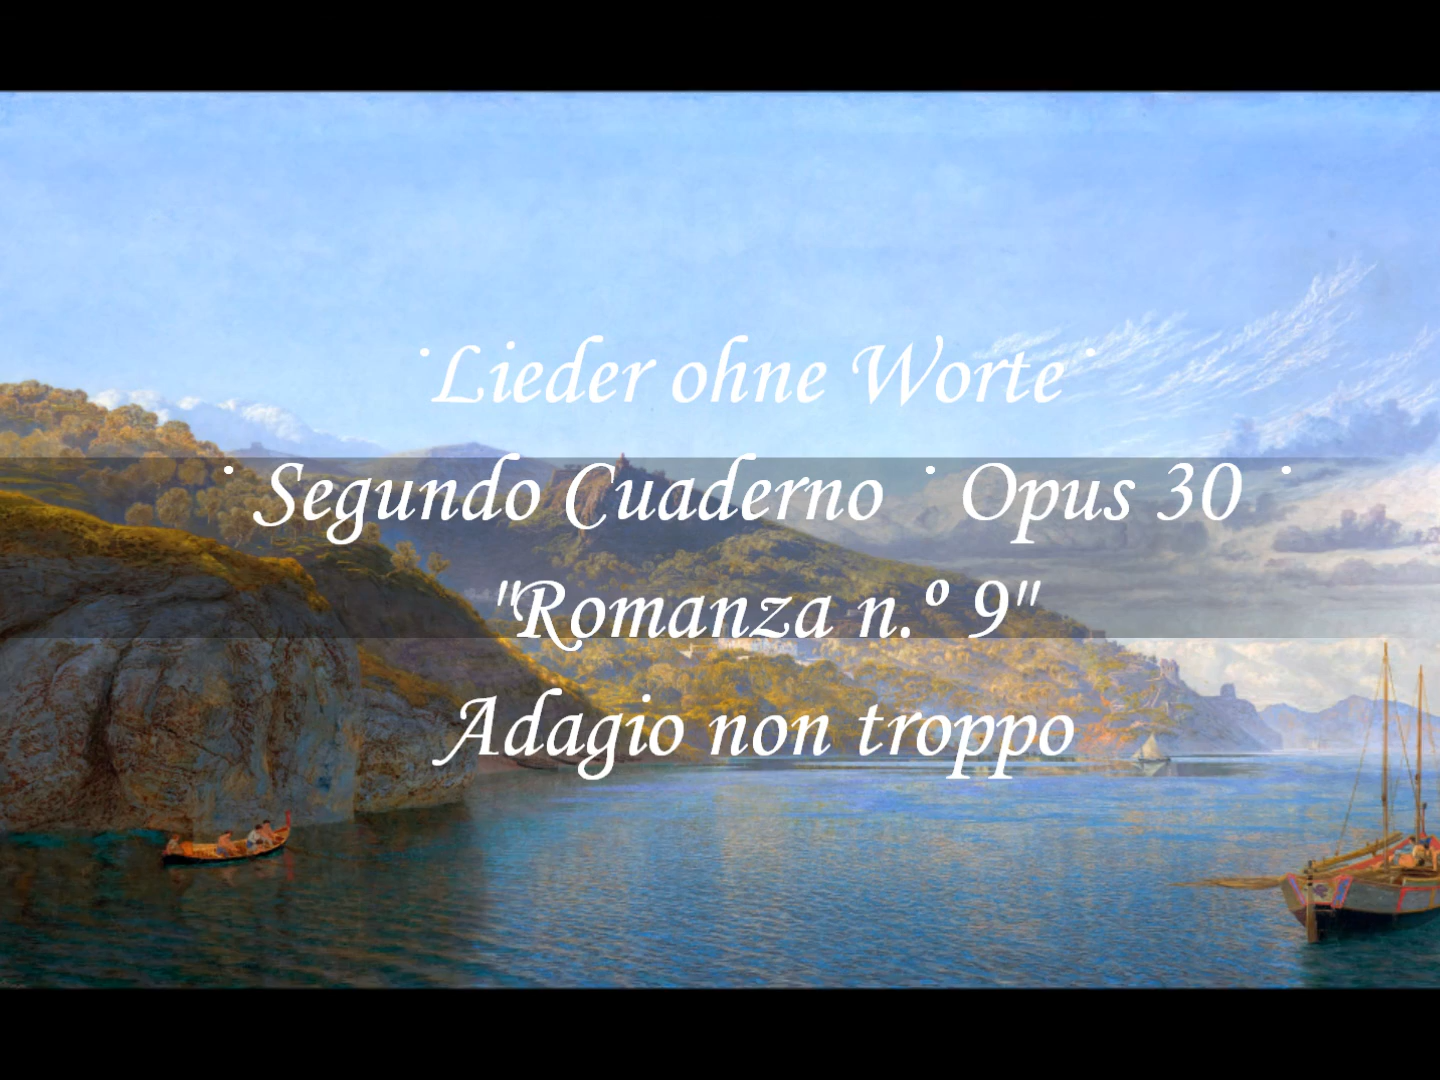 ˙Lieder ohne Worte˙
˙Segundo Cuaderno ˙Opus 30 ˙
"Romanza n.º 9"
Adagio non troppo